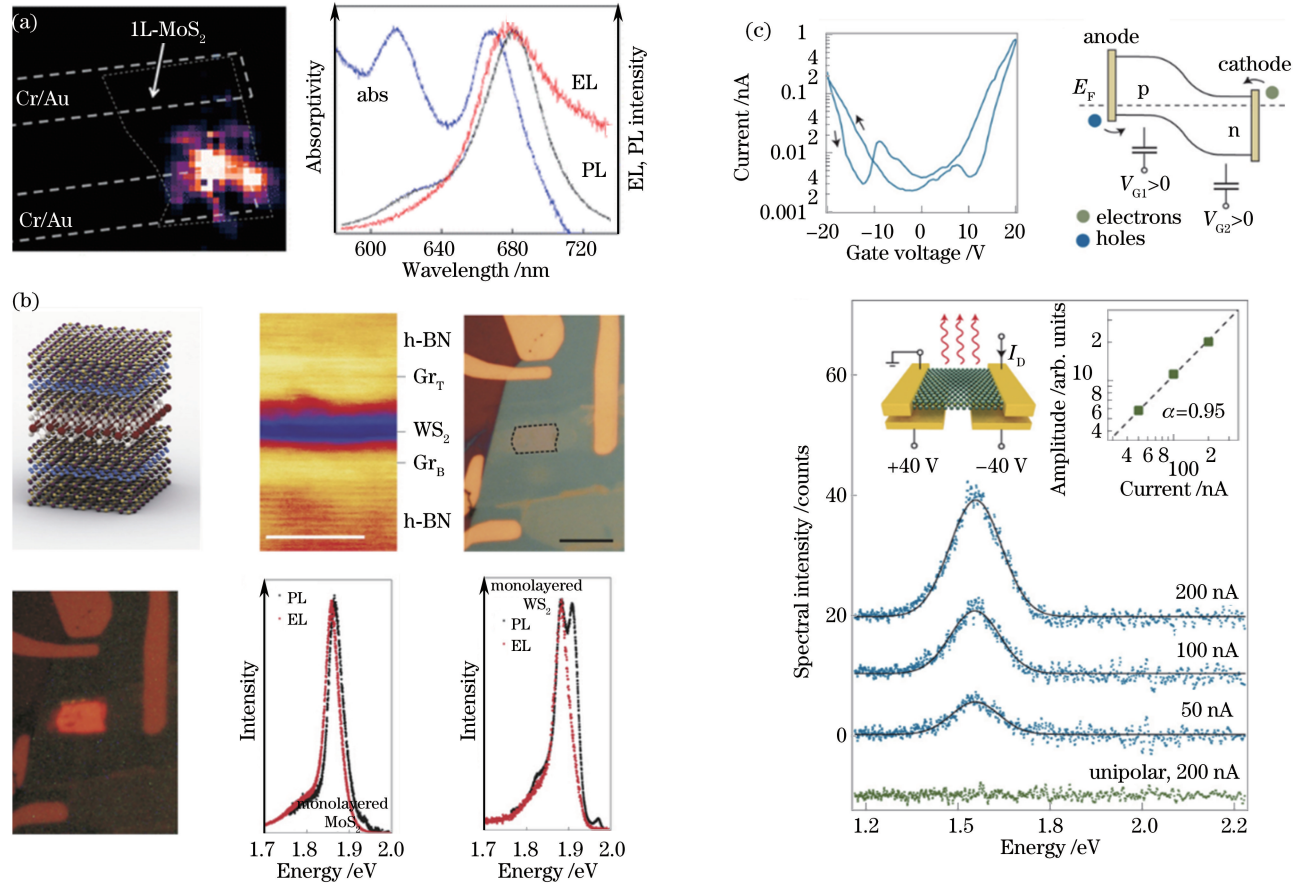 (a)
1L-MoS2
Cr/Au
Cr/Au
Absorptivity
abs
EL
PL
EL, PL intensity
600 640 680 720
Wavelength /nm
(c)
Current /nA
1
4
2
0.1
4
2
0.01
4
2
0.001
−20 −10 0 10 20
Gate voltage /V
anode
cathode
EF
p
n
VG1>0
VG2>0
electrons
holes
(b)
h-BN
GrT
WS2
GrB
h-BN
Intensity
PL
EL
monolayered
MoS2
1.7 1.8 1.9 2.0
Energy /eV
Intensity
monolayered
WS2
PL
EL
1.7 1.8 1.9 2.0
Energy /eV
Spectral intensity /counts
60
40
20
0
ID
+40 V
−40 V
Amplitude /arb. units
2
10
8
6
4
α=0.95
4 6 8 100 2
Current /nA
200 nA
100 nA
50 nA
unipolar, 200 nA
1.2 1.5 1.8 2.0 2.2
Energy /eV